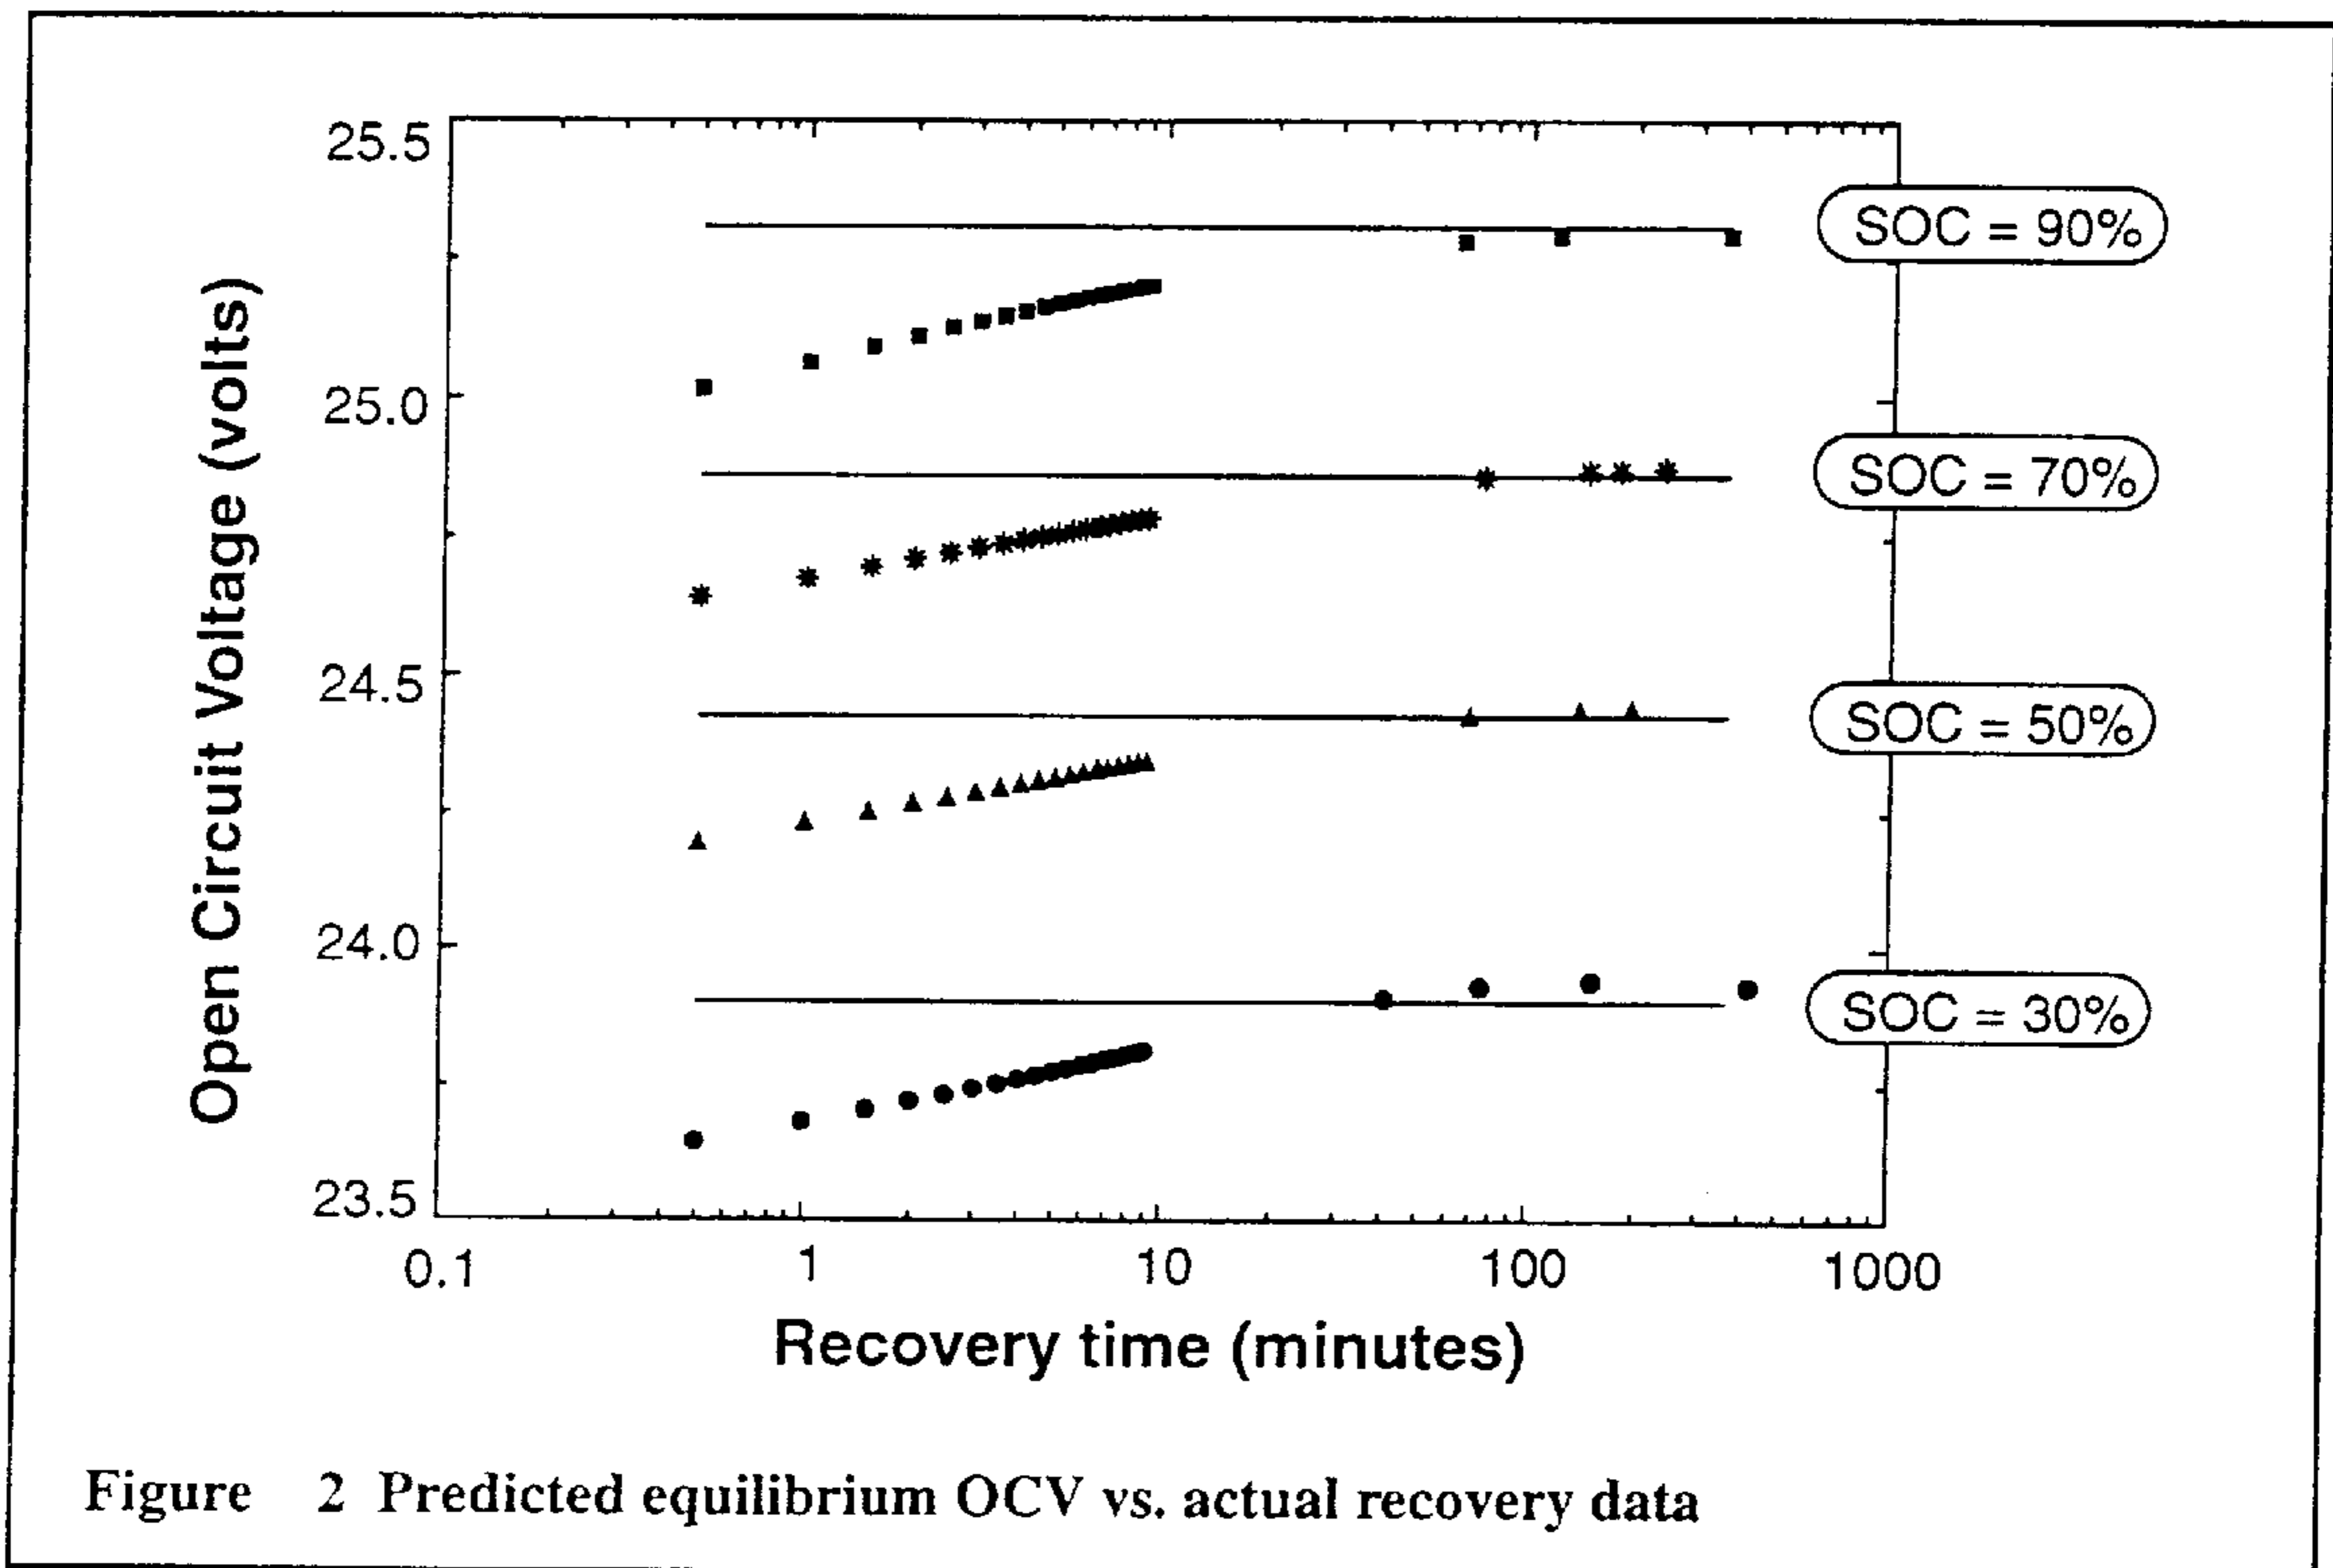 25.5
25.0
24.5
24.0
23.5
Open Circuit Voltage (volts)
SOC = 90%
SOC = 70%
SOC = 50%
SOC = 30%
0.1 1 10 100 1000
Recovery time (minutes)
Figure 2 Predicted equilibrium OCV vs. actual recovery data